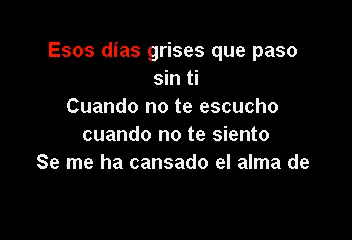 Esos días grises que paso
sin ti
Cuando no te escucho
cuando no te siento
Se me ha cansado el alma de